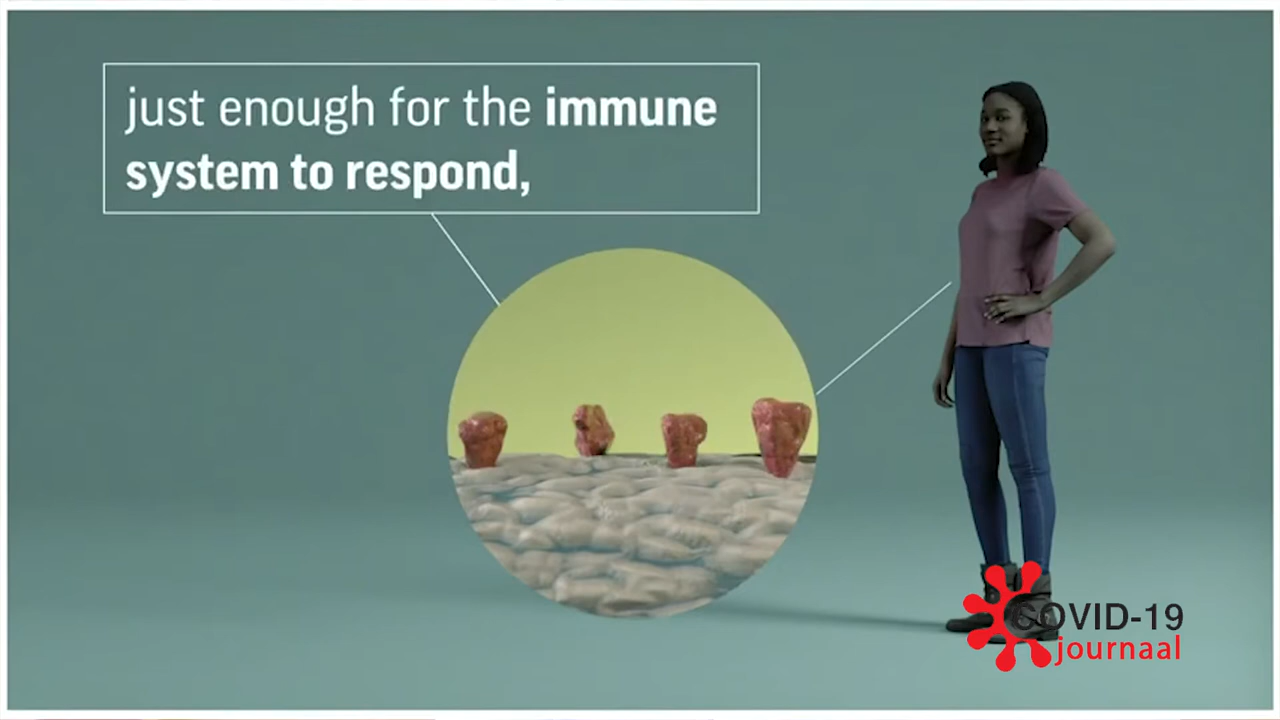 just enough for the immune
system to respond,
COVID-19
journaal